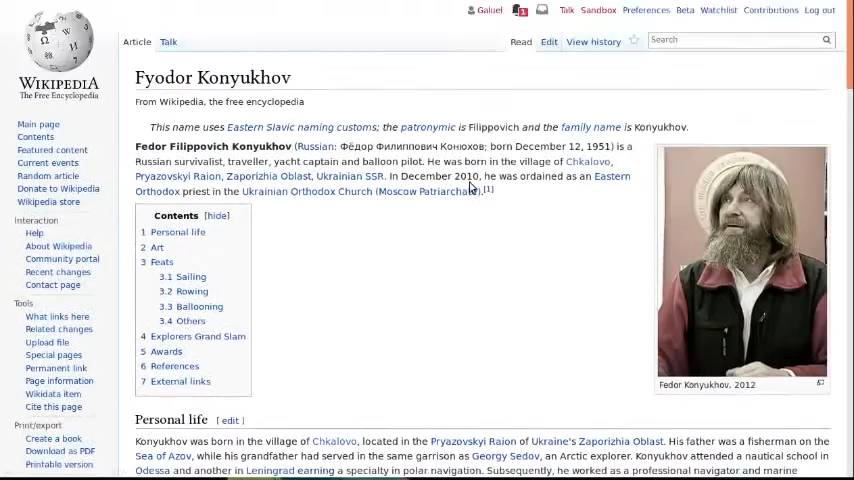 Galuel 1 Talk Sandbox Preferences Beta Watchlist Contributions Log out
Article Talk Read Edit View history Search
WIKIPEDIA
The Free Encyclopedia
Main page
Contents
Featured content
Current events
Random article
Donate to Wikipedia
Wikipedia store
Interaction
Help
About Wikipedia
Community portal
Recent changes
Contact page
Tools
What links here
Related changes
Upload file
Special pages
Permanent link
Page information
Wikidata item
Cite this page
Print/export
Create a book
Download as PDF
Printable version
Fyodor Konyukhov
From Wikipedia, the free encyclopedia
This name uses Eastern Slavic naming customs; the patronymic is Filippovich and the family name is Konyukhov.
Fedor Filippovich Konyukhov (Russian: Фёдор Филиппович Конюхов; born December 12, 1951) is a
Russian survivalist, traveller, yacht captain and balloon pilot. He was born in the village of Chkalovo,
Pryazovskyi Raion, Zaporizhia Oblast, Ukrainian SSR. In December 2010, he was ordained as an Eastern
Orthodox priest in the Ukrainian Orthodox Church (Moscow Patriarchate).[1]
Contents [hide]
1 Personal life
2 Art
3 Feats
3.1 Sailing
3.2 Rowing
3.3 Ballooning
3.4 Others
4 Explorers Grand Slam
5 Awards
6 References
7 External links
Fedor Konyukhov, 2012
Personal life [ edit ]
Konyukhov was born in the village of Chkalovo, located in the Pryazovskyi Raion of Ukraine's Zaporizhia Oblast. His father was a fisherman on the
Sea of Azov, while his grandfather had served in the same garrison as Georgy Sedov, an Arctic explorer. Konyukhov attended a nautical school in
Odessa and another in Leningrad earning a specialty in polar navigation. Subsequently, he worked as a professional navigator and marine